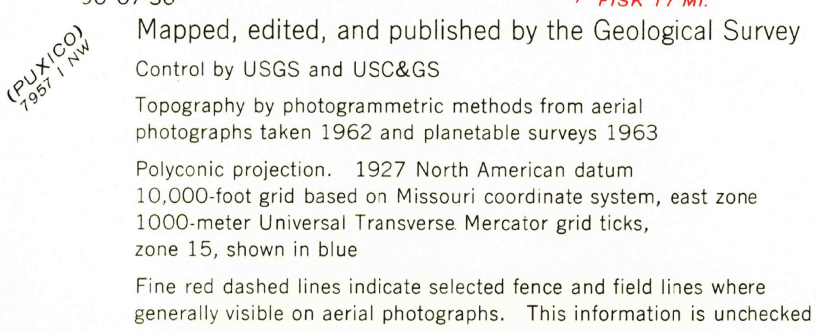 FISK 17 MI.
Mapped, edited, and published by the Geological Survey
(PUXICO)
7957 I NW
Control by USGS and USC&GS
Topography by photogrammetric methods from aerial
photographs taken 1962 and planetable surveys 1963
Polyconic projection. 1927 North American datum
10,000-foot grid based on Missouri coordinate system, east zone
1000-meter Universal Transverse Mercator grid ticks,
zone 15, shown in blue
Fine red dashed lines indicate selected fence and field lines where
generally visible on aerial photographs. This information is unchecked